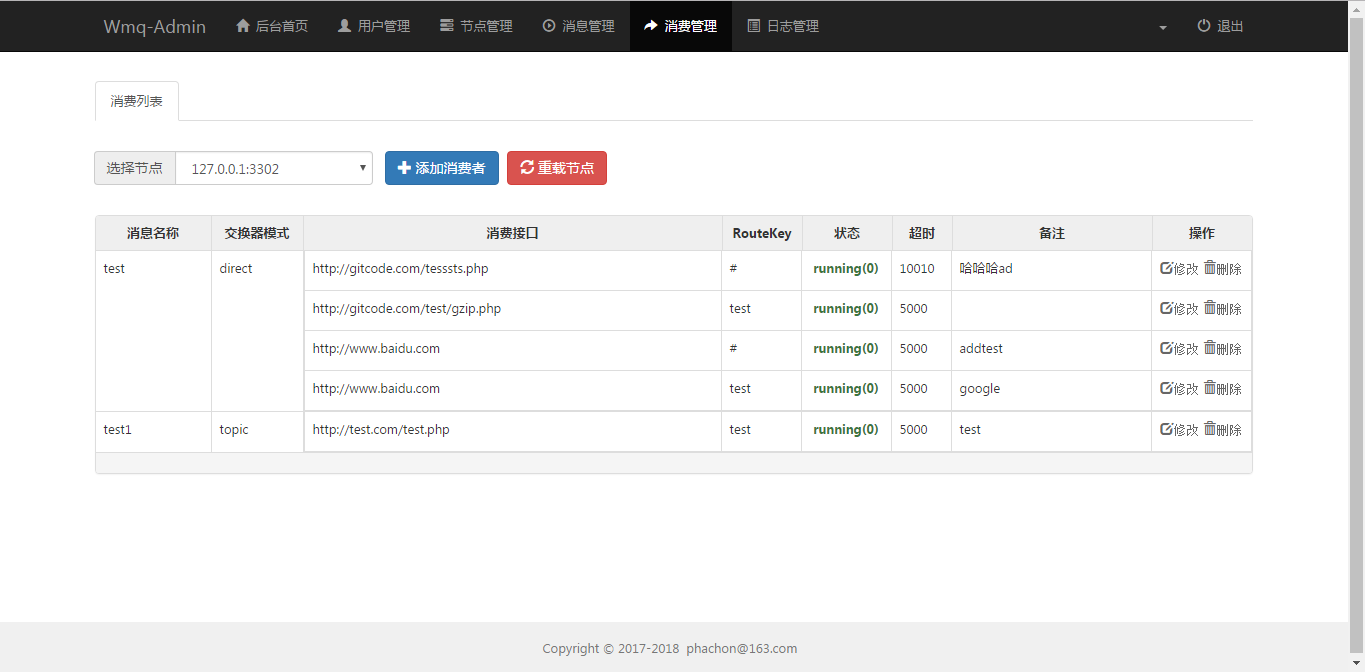 Wmq-Admin 后台首页 用户管理 节点管理 消息管理 消费管理 日志管理 退出
消费列表
选择节点 127.0.0.1:3302 添加消费者 重载节点
消息名称 交换器模式 消费接口 RouteKey 状态 超时 备注 操作
test direct http://gitcode.com/tesssts.php # running(0) 10010 哈哈哈ad 修改 删除
http://gitcode.com/test/gzip.php test running(0) 5000 修改 删除
http://www.baidu.com # running(0) 5000 addtest 修改 删除
http://www.baidu.com test running(0) 5000 google 修改 删除
test1 topic http://test.com/test.php test running(0) 5000 test 修改 删除
Copyright © 2017-2018 phachon@163.com